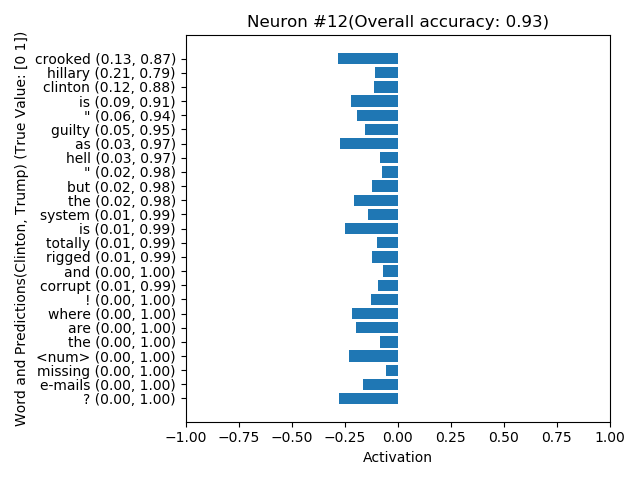 Neuron #12(Overall accuracy: 0.93)
Word and Predictions(Clinton, Trump) (True Value: [0 1])
crooked (0.13, 0.87)
hillary (0.21, 0.79)
clinton (0.12, 0.88)
is (0.09, 0.91)
" (0.06, 0.94)
guilty (0.05, 0.95)
as (0.03, 0.97)
hell (0.03, 0.97)
" (0.02, 0.98)
but (0.02, 0.98)
the (0.02, 0.98)
system (0.01, 0.99)
is (0.01, 0.99)
totally (0.01, 0.99)
rigged (0.01, 0.99)
and (0.00, 1.00)
corrupt (0.01, 0.99)
! (0.00, 1.00)
where (0.00, 1.00)
are (0.00, 1.00)
the (0.00, 1.00)
<num> (0.00, 1.00)
missing (0.00, 1.00)
e-mails (0.00, 1.00)
? (0.00, 1.00)
−1.00 −0.75 −0.50 −0.25 0.00 0.25 0.50 0.75 1.00
Activation